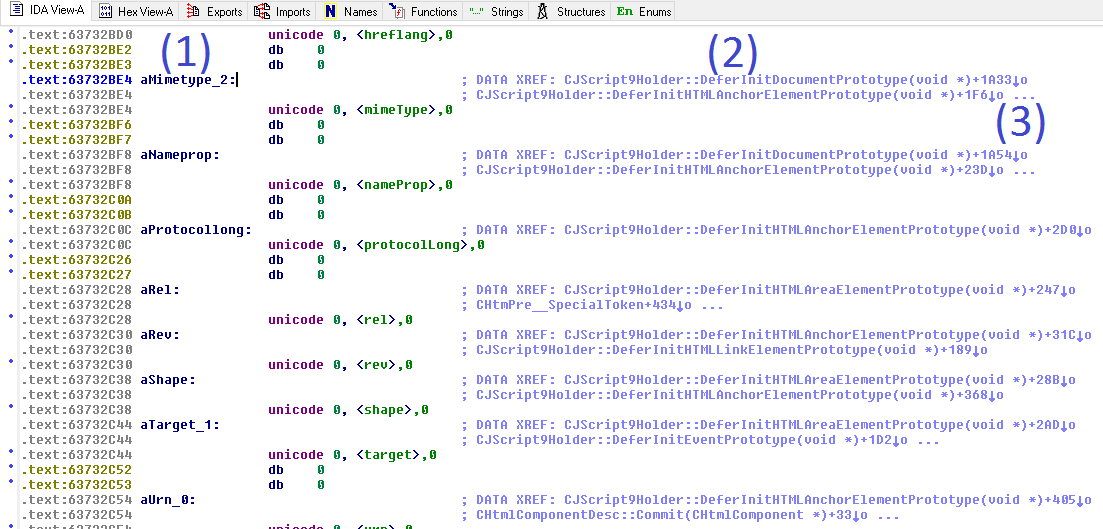 IDA View-A Hex View-A Exports Imports N Names Functions "..." Strings Structures En Enums
.text:63732BD0 unicode 0, <hreflang>,0
.text:63732BE2 db 0
.text:63732BE3 db 0
.text:63732BE4 aMimetype_2: ; DATA XREF: CJScript9Holder::DeferInitDocumentPrototype(void *)+1A33↓o
.text:63732BE4 ; CJScript9Holder::DeferInitHTMLAnchorElementPrototype(void *)+1F6↓o ...
.text:63732BE4 unicode 0, <mimeType>,0
.text:63732BF6 db 0
.text:63732BF7 db 0
.text:63732BF8 aNameprop: ; DATA XREF: CJScript9Holder::DeferInitDocumentPrototype(void *)+1A54↓o
.text:63732BF8 ; CJScript9Holder::DeferInitHTMLAnchorElementPrototype(void *)+23D↓o ...
.text:63732BF8 unicode 0, <nameProp>,0
.text:63732C0A db 0
.text:63732C0B db 0
.text:63732C0C aProtocollong: ; DATA XREF: CJScript9Holder::DeferInitHTMLAnchorElementPrototype(void *)+2D0↓o
.text:63732C0C unicode 0, <protocolLong>,0
.text:63732C26 db 0
.text:63732C27 db 0
.text:63732C28 aRel: ; DATA XREF: CJScript9Holder::DeferInitHTMLAreaElementPrototype(void *)+247↓o
.text:63732C28 ; CHtmPre__SpecialToken+434↓o ...
.text:63732C28 unicode 0, <rel>,0
.text:63732C30 aRev: ; DATA XREF: CJScript9Holder::DeferInitHTMLAnchorElementPrototype(void *)+31C↓o
.text:63732C30 ; CJScript9Holder::DeferInitHTMLLinkElementPrototype(void *)+189↓o
.text:63732C30 unicode 0, <rev>,0
.text:63732C38 aShape: ; DATA XREF: CJScript9Holder::DeferInitHTMLAreaElementPrototype(void *)+28B↓o
.text:63732C38 ; CJScript9Holder::DeferInitHTMLAnchorElementPrototype(void *)+368↓o
.text:63732C38 unicode 0, <shape>,0
.text:63732C44 aTarget_1: ; DATA XREF: CJScript9Holder::DeferInitHTMLAreaElementPrototype(void *)+2AD↓o
.text:63732C44 ; CJScript9Holder::DeferInitEventPrototype(void *)+1D2↓o ...
.text:63732C44 unicode 0, <target>,0
.text:63732C52 db 0
.text:63732C53 db 0
.text:63732C54 aUrn_0: ; DATA XREF: CJScript9Holder::DeferInitHTMLAnchorElementPrototype(void *)+405↓o
.text:63732C54 ; CHtmlComponentDesc::Commit(CHtmlComponent *)+33↓o ...
(1)
(2)
(3)